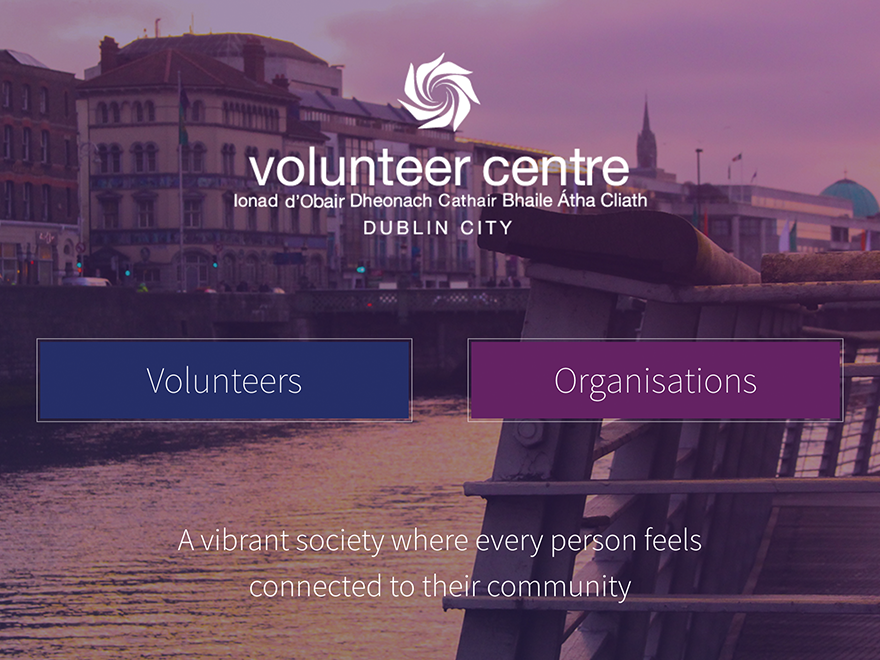 volunteer centre
Ionad d'Obair Dheonach Cathair Bhaile Átha Cliath
DUBLIN CITY
Volunteers
Organisations
A vibrant society where every person feels
connected to their community